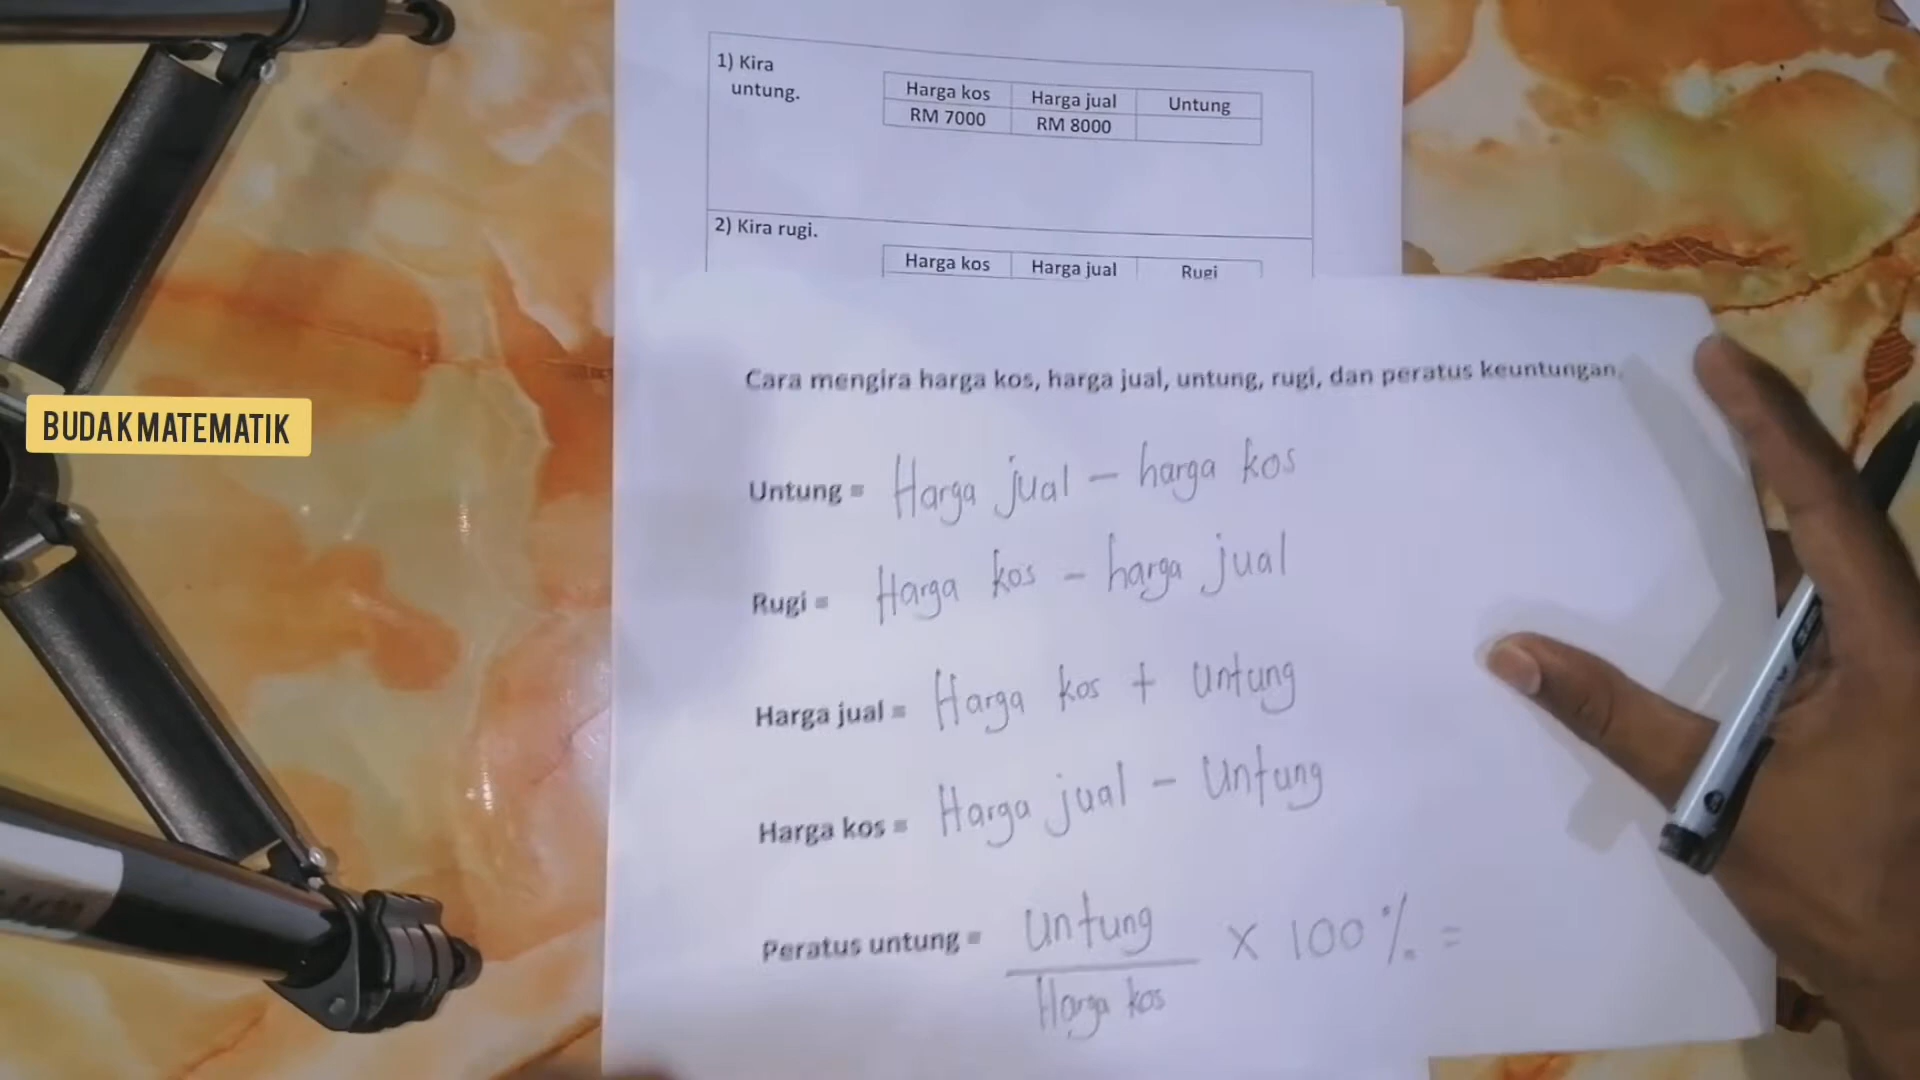 1) Kira
untung.
Harga kos Harga jual Untung
RM 7000 RM 8000
2) Kira rugi.
Harga kos Harga jual Rugi
Cara mengira harga kos, harga jual, untung, rugi, dan peratus keuntungan.
BUDAK MATEMATIK
Untung = Harga jual - harga kos
Rugi = Harga kos - harga jual
Harga jual = Harga kos + untung
Harga kos = Harga jual - Untung
Peratus untung = untung / Harga kos x 100% =